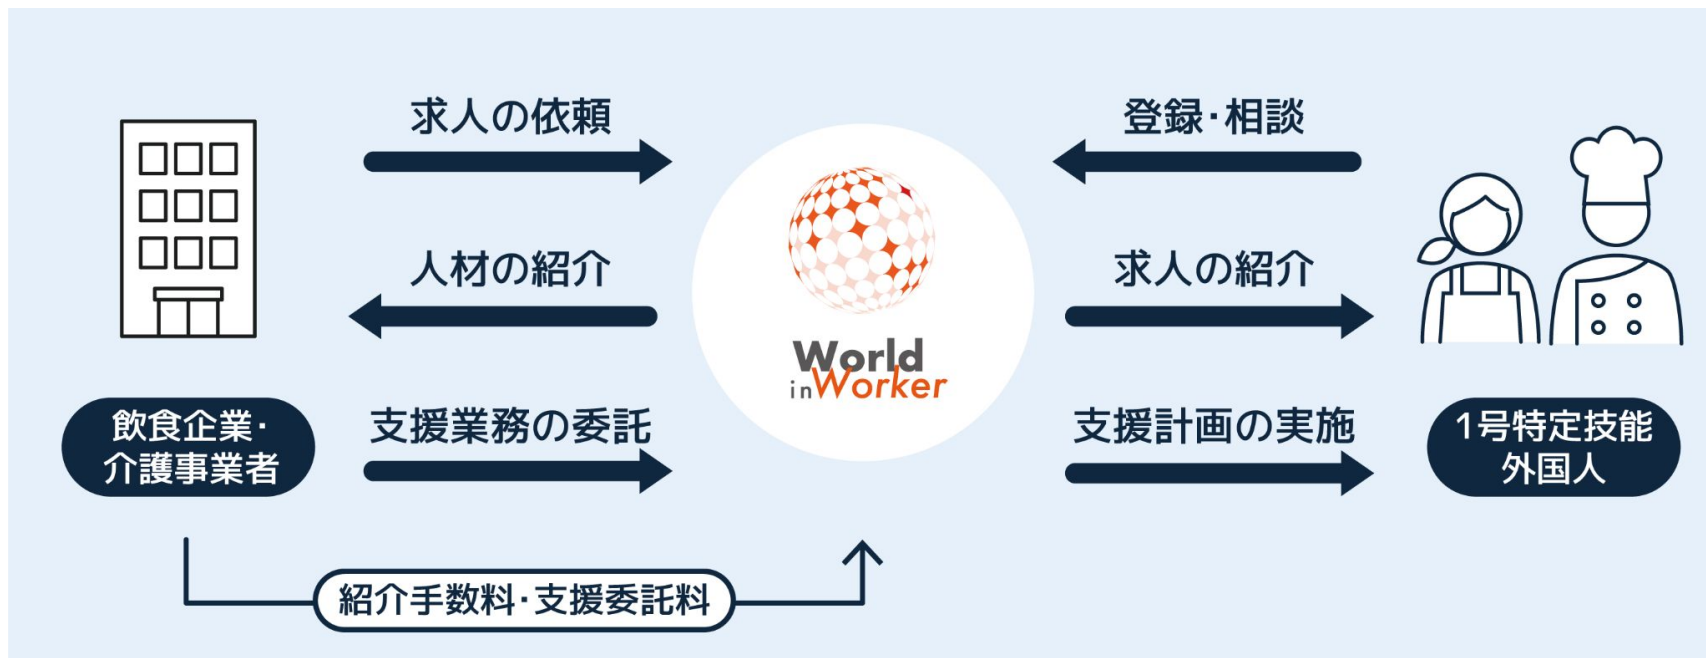 求人の依頼
登録・相談
人材の紹介
求人の紹介
World
inWorker
飲食企業・
介護事業者
支援業務の委託
支援計画の実施
1号特定技能
外国人
紹介手数料・支援委託料